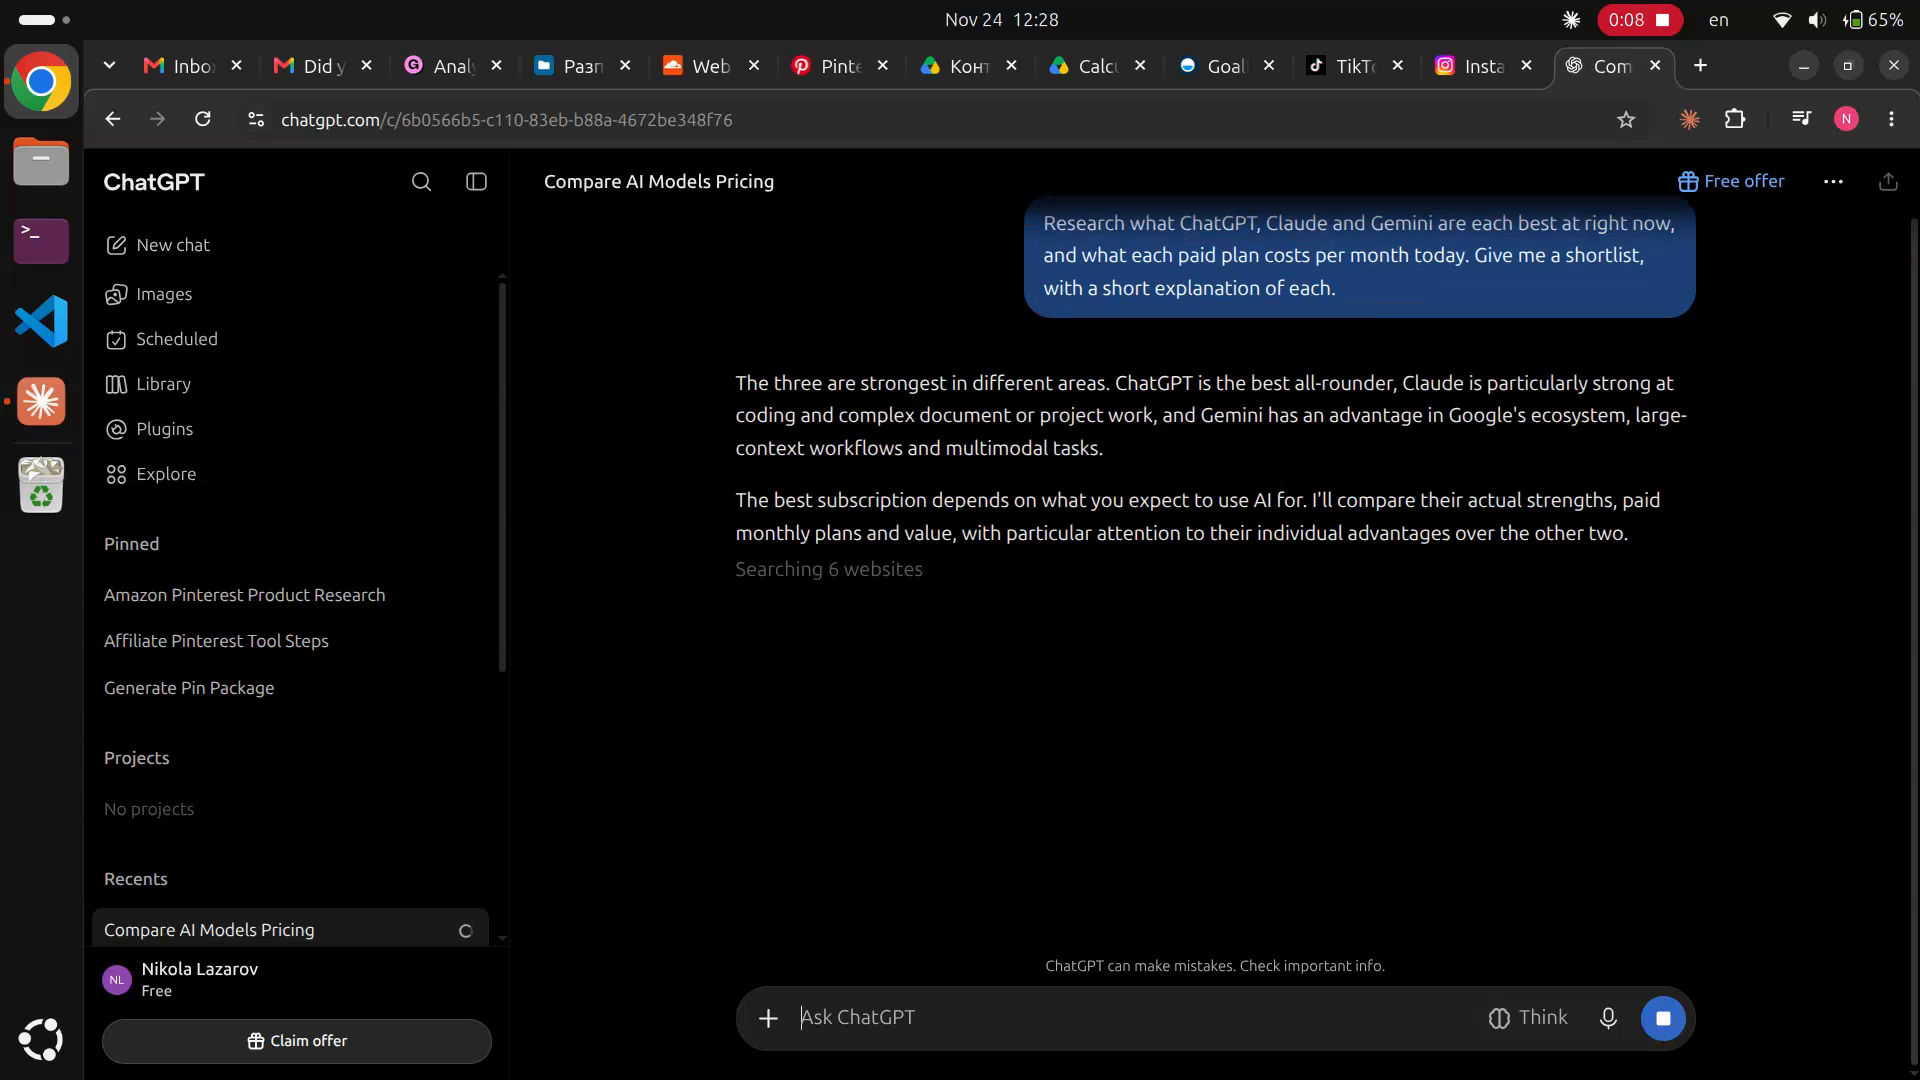 Nov 24 12:28
0:08
en
65%
Inbo
Did y
Anal
Разп
Web
Pinte
Конт
Calcu
Goal
TikTo
Insta
Com
chatgpt.com/c/6b0566b5-c110-83eb-b88a-4672be348f76
N
ChatGPT
Compare AI Models Pricing
Free offer
New chat
Images
Scheduled
Library
Plugins
Explore
Pinned
Amazon Pinterest Product Research
Affiliate Pinterest Tool Steps
Generate Pin Package
Projects
No projects
Recents
Compare AI Models Pricing
NL
Nikola Lazarov
Free
Claim offer
Research what ChatGPT, Claude and Gemini are each best at right now,
and what each paid plan costs per month today. Give me a shortlist,
with a short explanation of each.
The three are strongest in different areas. ChatGPT is the best all-rounder, Claude is particularly strong at
coding and complex document or project work, and Gemini has an advantage in Google's ecosystem, large-
context workflows and multimodal tasks.
The best subscription depends on what you expect to use AI for. I'll compare their actual strengths, paid
monthly plans and value, with particular attention to their individual advantages over the other two.
Searching 6 websites
ChatGPT can make mistakes. Check important info.
Ask ChatGPT
Think